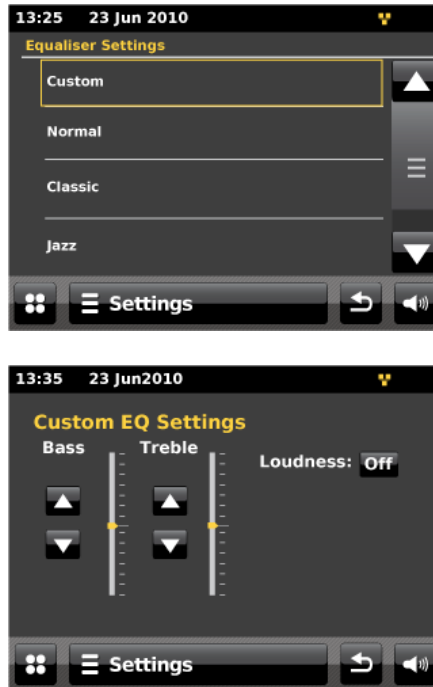 13:25 23 Jun 2010
Equaliser Settings
Custom
Normal
Classic
Jazz
Settings
13:35 23 Jun2010
Custom EQ Settings
Bass Treble
Loudness: Off
Settings